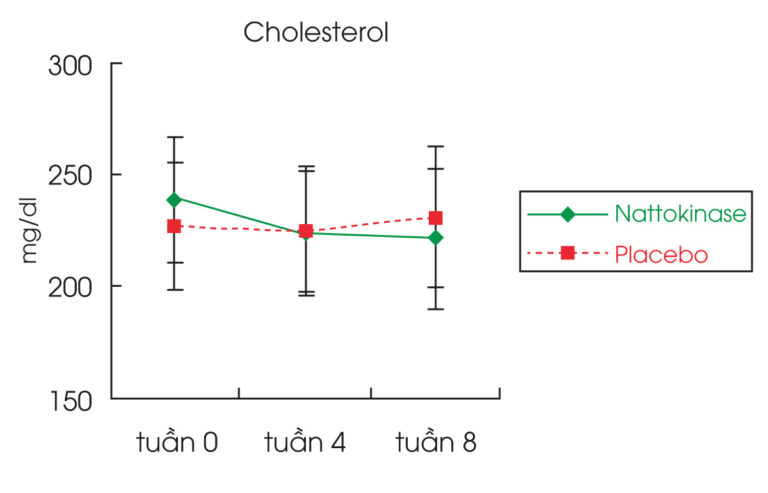 Cholesterol
300
250
200
150
mg/dl
tuần 0
tuần 4
tuần 8
Nattokinase
Placebo